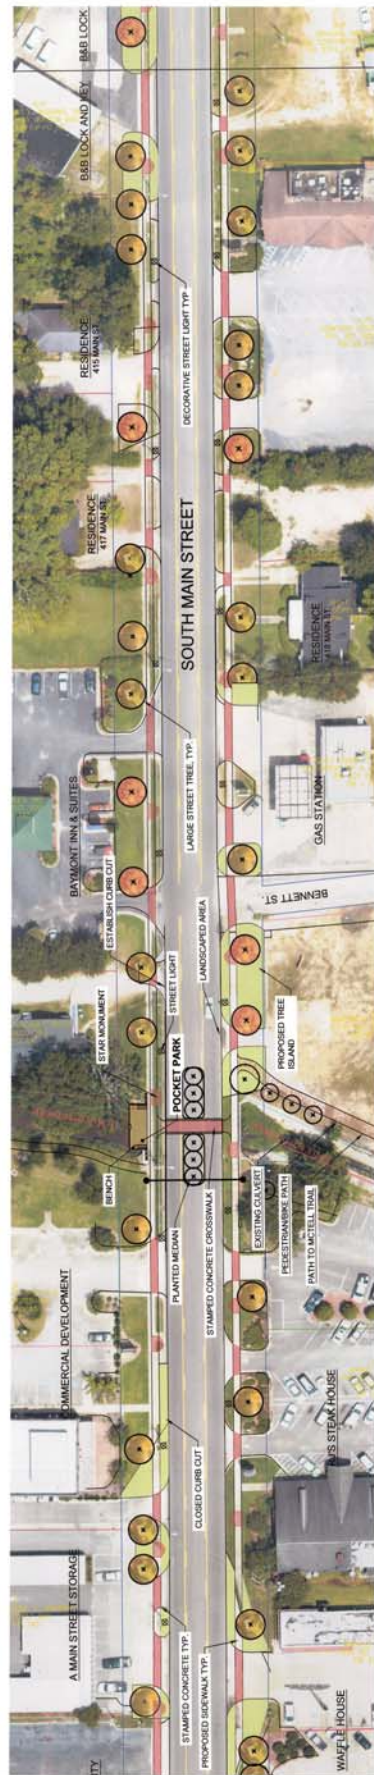 B&B LOCK
B&B LOCK AND KEY
RESIDENCE
415 MAIN ST.
DECORATIVE STREET LIGHT TYP.
RESIDENCE
417 MAIN ST.
SOUTH MAIN STREET
RESIDENCE
418 MAIN ST.
LARGE STREET TREE, TYP.
BAYMONT INN & SUITES
GAS STATION
ESTABLISH CURB CUT
BENNETT ST.
STREET LIGHT
LANDSCAPED AREA
STAR MONUMENT
PROPOSED TREE
ISLAND
POCKET PARK
BENCH
PLANTED MEDIAN
STAMPED CONCRETE CROSSWALK
EXISTING CULVERT
PEDESTRIAN/BIKE PATH
PATH TO MCTELL TRAIL
COMMERCIAL DEVELOPMENT
CLOSED CURB CUT
STEAK HOUSE
A MAIN STREET STORAGE
STAMPED CONCRETE TYP.
PROPOSED SIDEWALK TYP.
WAFFLE HOUSE